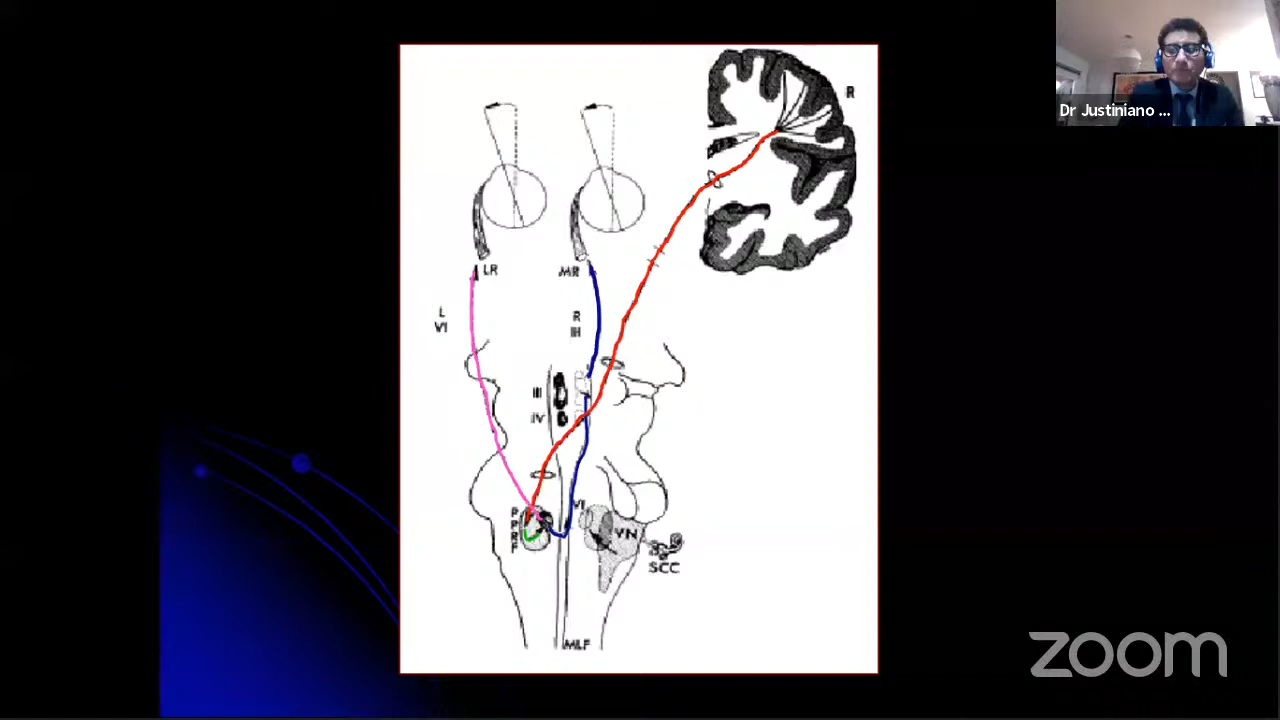 R
Dr Justiniano ...
LR
MR
L
VI
R
III
III
IV
VI
P
P
R
F
VN
SCC
MLF
zoom